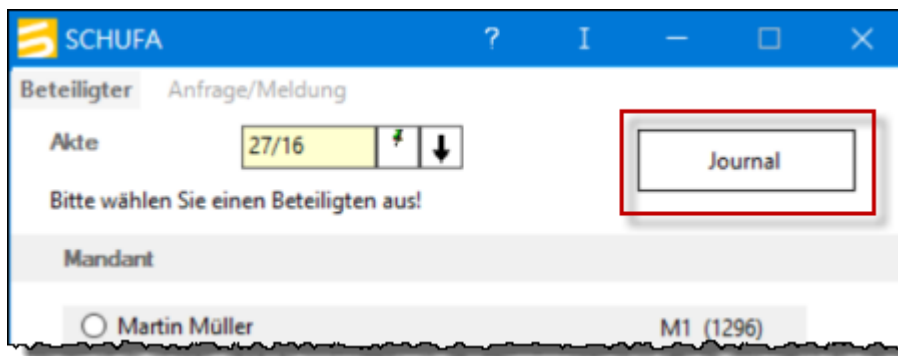 SCHUFA ? I
Beteiligter Anfrage/Meldung
Akte 27/16 Journal
Bitte wählen Sie einen Beteiligten aus!
Mandant
Martin Müller M1 (1296)